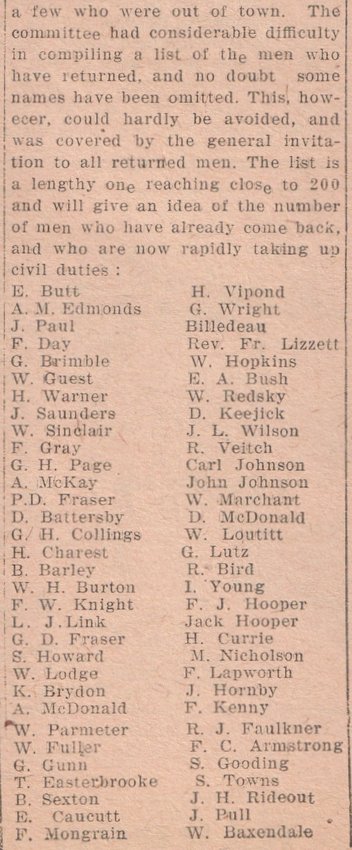 a few who were out of town. The
committee had considerable difficulty
in compiling a list of the men who
have returned, and no doubt some
names have been omitted. This, how-
ecer, could hardly be avoided, and
was covered by the general invita-
tion to all returned men. The list is
a lengthy one reaching close to 200
and will give an idea of the number
of men who have already come back,
and who are now rapidly taking up
civil duties :
E. Butt
A. M. Edmonds
J. Paul
F. Day
G. Brimble
W. Guest
H. Warner
J. Saunders
W. Sinclair
F. Gray
G. H. Page
A. McKay
P.D. Fraser
D. Battersby
G/ H. Collings
H. Charest
B. Barley
W. H. Burton
F. W. Knight
L. J. Link
G. D. Fraser
S. Howard
W. Lodge
K. Brydon
A. McDonald
W. Parmeter
W. Fuller
G. Gunn
T. Easterbrooke
B. Sexton
E. Caucutt
F. Mongrain
H. Vipond
G. Wright
Billedeau
Rev. Fr. Lizzett
W. Hopkins
E. A. Bush
W. Redsky
D. Keejick
J. L. Wilson
R. Veitch
Carl Johnson
John Johnson
W. Marchant
D. McDonald
W. Loutitt
G. Lutz
R. Bird
I. Young
F. J. Hooper
Jack Hooper
H. Currie
M. Nicholson
F. Lapworth
J. Hornby
F. Kenny
R. J. Faulkner
F. C. Armstrong
S. Gooding
S. Towns
J. H. Rideout
J. Pull
W. Baxendale